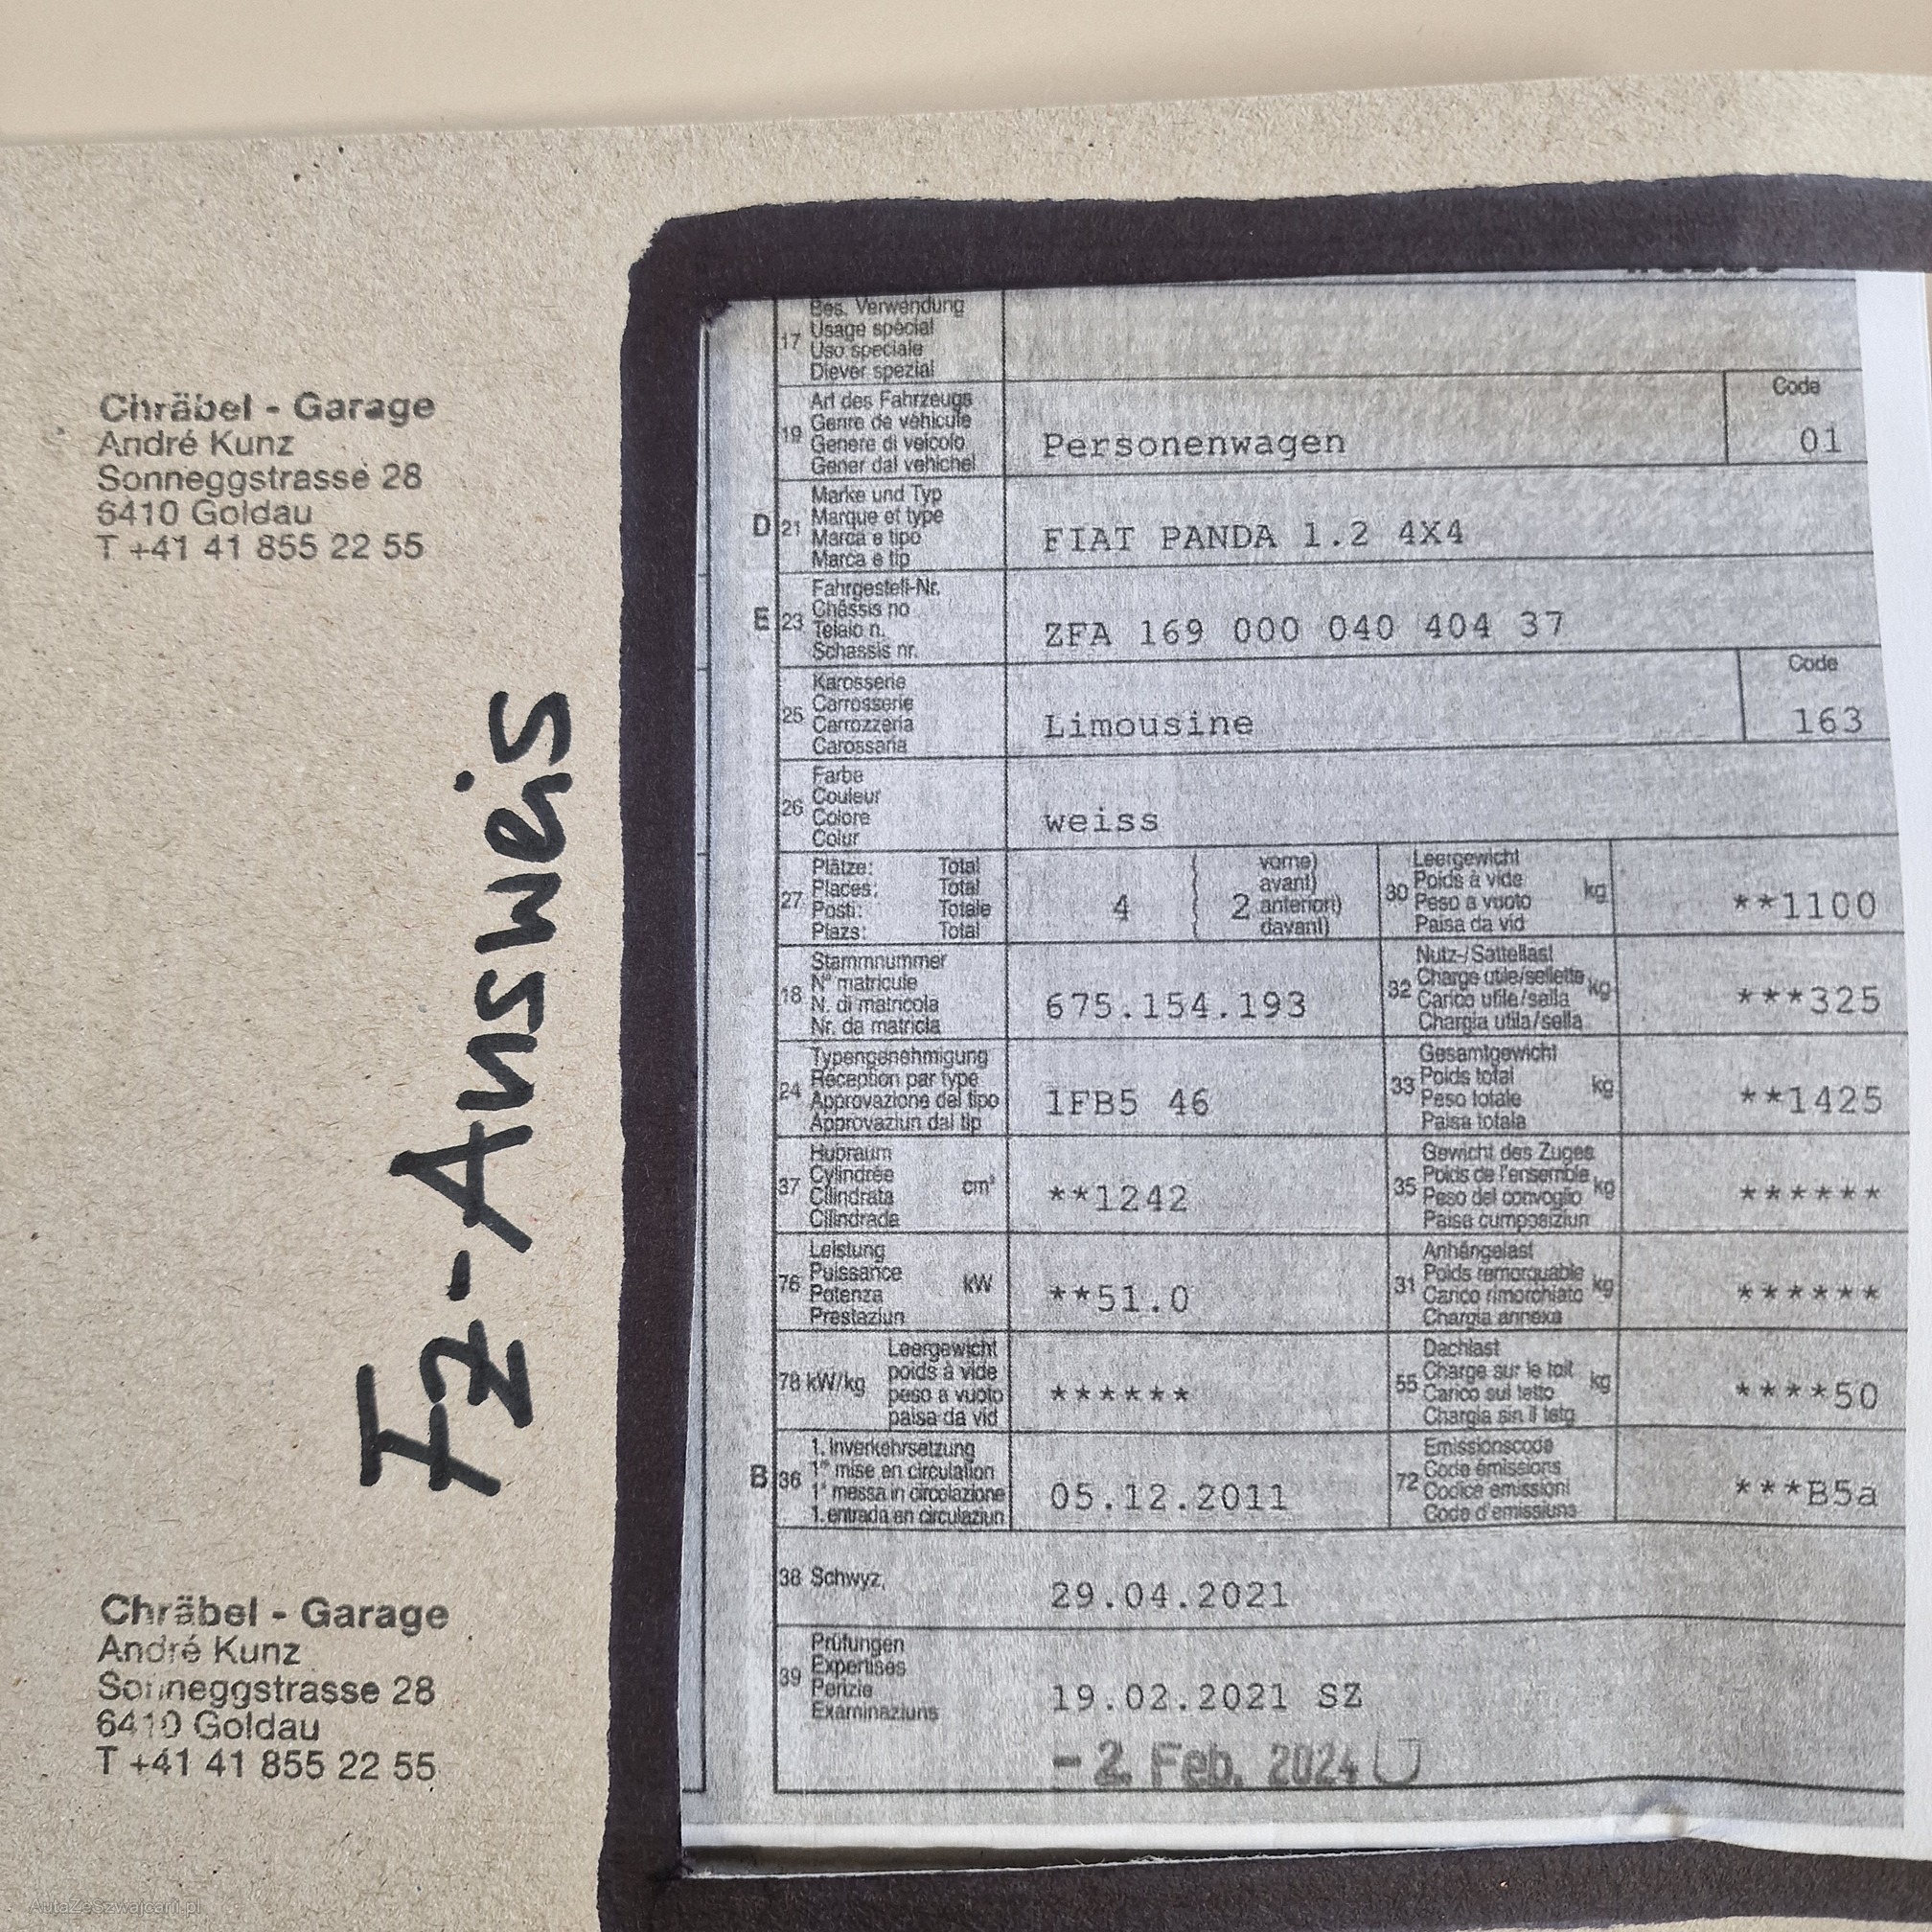 Chräbel - Garage
André Kunz
Sonneggstrasse 28
6410 Goldau
T +41 41 855 22 55
Fz-Ausweis
Chräbel - Garage
André Kunz
Sonneggstrasse 28
6410 Goldau
T +41 41 855 22 55
17 Bes. Verwendung
Usage spécial
Uso speciale
Diever spezial
19 Art des Fahrzeugs
Genre de véhicule
Genere di veicolo
Gener dal vehichel
Personenwagen
Code
01
D 21 Marke und Typ
Marque et type
Marca e tipo
Marca e tip
FIAT PANDA 1.2 4X4
E 23 Fahrgestell-Nr.
Châssis no
Telaio n.
Schassis nr.
ZFA 169 000 040 404 37
25 Karosserie
Carrosserie
Carrozzeria
Carossaria
Limousine
Code
163
26 Farbe
Couleur
Colore
Colur
weiss
27 Plätze: Total
Places: Total
Posti: Totale
Plazs: Total
4
2
vorne)
avant)
anteriori)
davant)
30 Leergewicht
Poids à vide
Peso a vuoto
Paisa da vid
kg
**1100
18 Stammnummer
N° matricule
N. di matricola
Nr. da matricla
675.154.193
32 Nutz-/Sattellast
Charge utile/sellette
Carico utile/sella
Chargia utila/sella
kg
***325
24 Typengenehmigung
Réception par type
Approvazione del tipo
Approvaziun dal tip
1FB5 46
33 Gesamtgewicht
Poids total
Peso totale
Paisa totala
kg
**1425
37 Hubraum
Cylindrée
Cilindrata
Cilindrada
cm³
**1242
35 Gewicht des Zuges
Poids de l'ensemble
Peso del convoglio
Paisa cumposiziun
kg
******
76 Leistung
Puissance
Potenza
Prestaziun
kW
**51.0
31 Anhängelast
Poids remorquable
Carico rimorchiato
Chargia annexa
kg
******
78 kW/kg
Leergewicht
poids à vide
peso a vuoto
paisa da vid
******
55 Dachlast
Charge sur le toit
Carico sul tetto
Chargia sin il tetg
kg
****50
B 36 1. Inverkehrsetzung
1re mise en circulation
1a messa in circolazione
1. entrada en circulaziun
05.12.2011
72 Emissionscode
Code émissions
Codice emissioni
Code d'emissiuns
***B5a
38 Schwyz,
29.04.2021
39 Prüfungen
Expertises
Perizie
Examinaziuns
19.02.2021 SZ
- 2. Feb. 2024 U
AutaZeSzwajcarii.pl